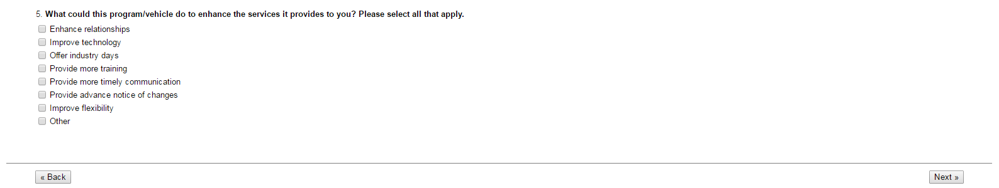 5. What could this program/vehicle do to enhance the services it provides to you? Please select all that apply.
Enhance relationships
Improve technology
Offer industry days
Provide more training
Provide more timely communication
Provide advance notice of changes
Improve flexibility
Other
« Back
Next »